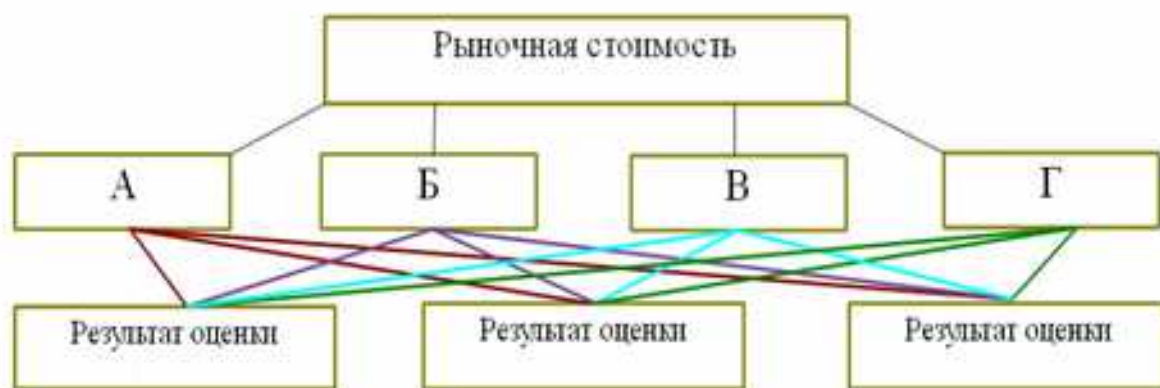 Рыночная стоимость
А
Б
В
Г
Результат оценки
Результат оценки
Результат оценки